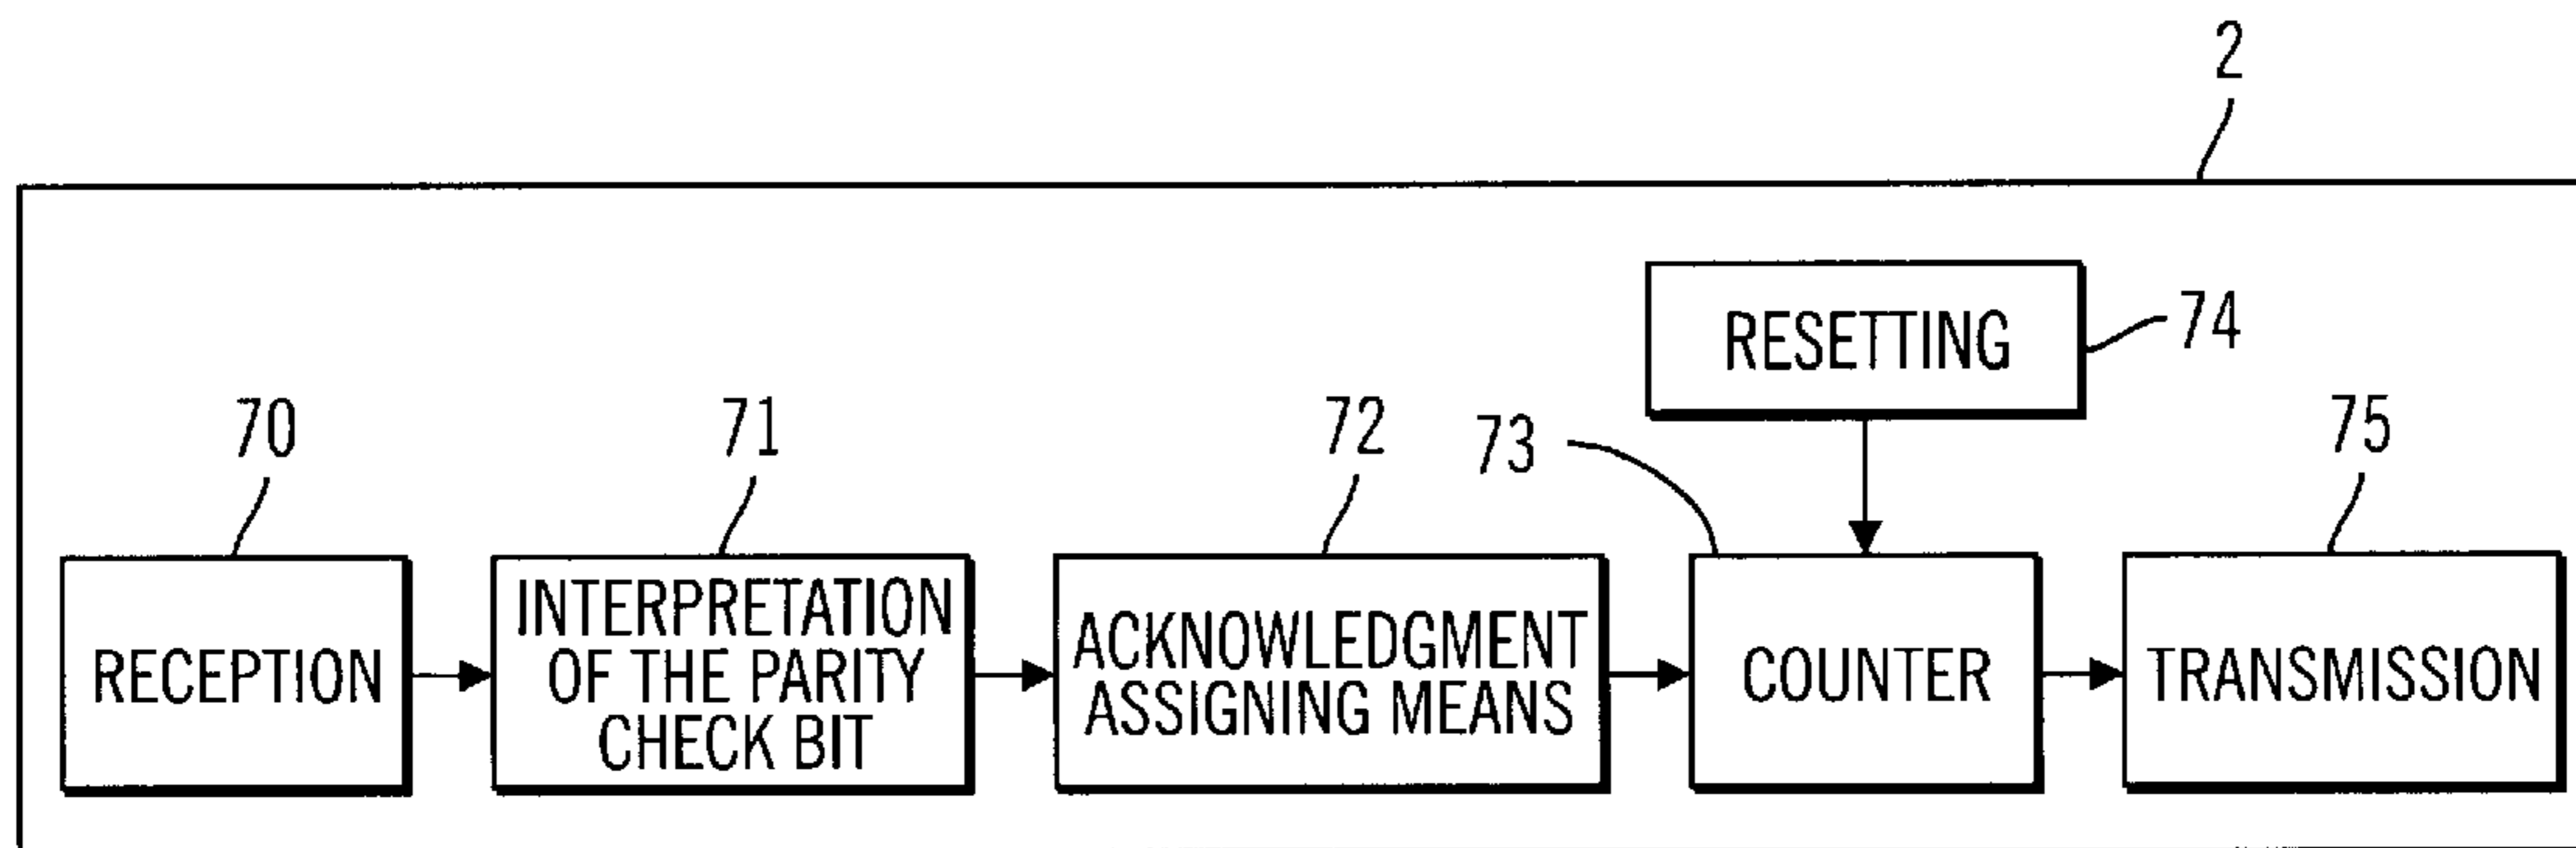 2
RESETTING
74
70
71
72
73
75
RECEPTION
INTERPRETATION
OF THE PARITY
CHECK BIT
ACKNOWLEDGMENT
ASSIGNING MEANS
COUNTER
TRANSMISSION